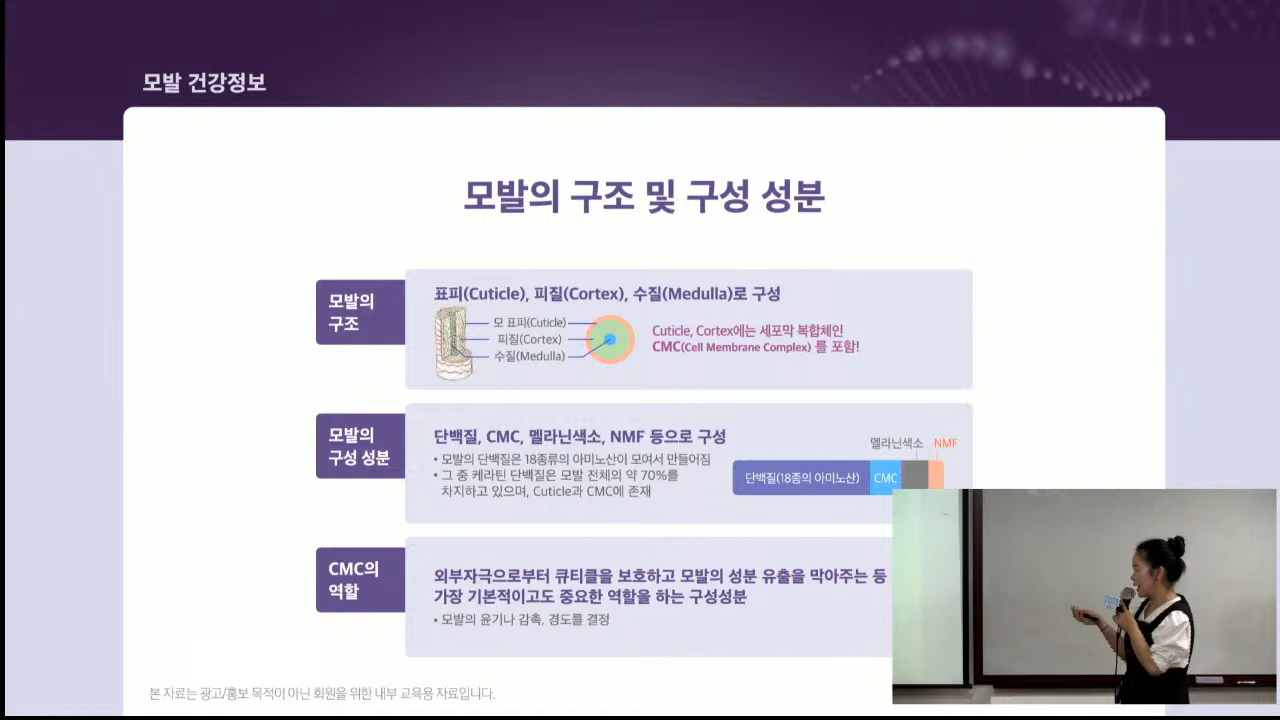 모발 건강정보
모발의 구조 및 구성 성분
모발의
구조
표피(Cuticle), 피질(Cortex), 수질(Medulla)로 구성
모 표피(Cuticle)
피질(Cortex)
수질(Medulla)
Cuticle, Cortex에는 세포막 복합체인
CMC(Cell Membrane Complex) 를 포함!
모발의
구성 성분
단백질, CMC, 멜라닌색소, NMF 등으로 구성
• 모발의 단백질은 18종류의 아미노산이 모여서 만들어짐
• 그 중 케라틴 단백질은 모발 전체의 약 70%를
차지하고 있으며, Cuticle과 CMC에 존재
멜라닌색소 NMF
단백질(18종의 아미노산) CMC
CMC의
역할
외부자극으로부터 큐티클을 보호하고 모발의 성분 유출을 막아주는 등
가장 기본적이고도 중요한 역할을 하는 구성성분
• 모발의 윤기나 감촉, 경도를 결정
본 자료는 광고/홍보 목적이 아닌 회원을 위한 내부 교육용 자료입니다.